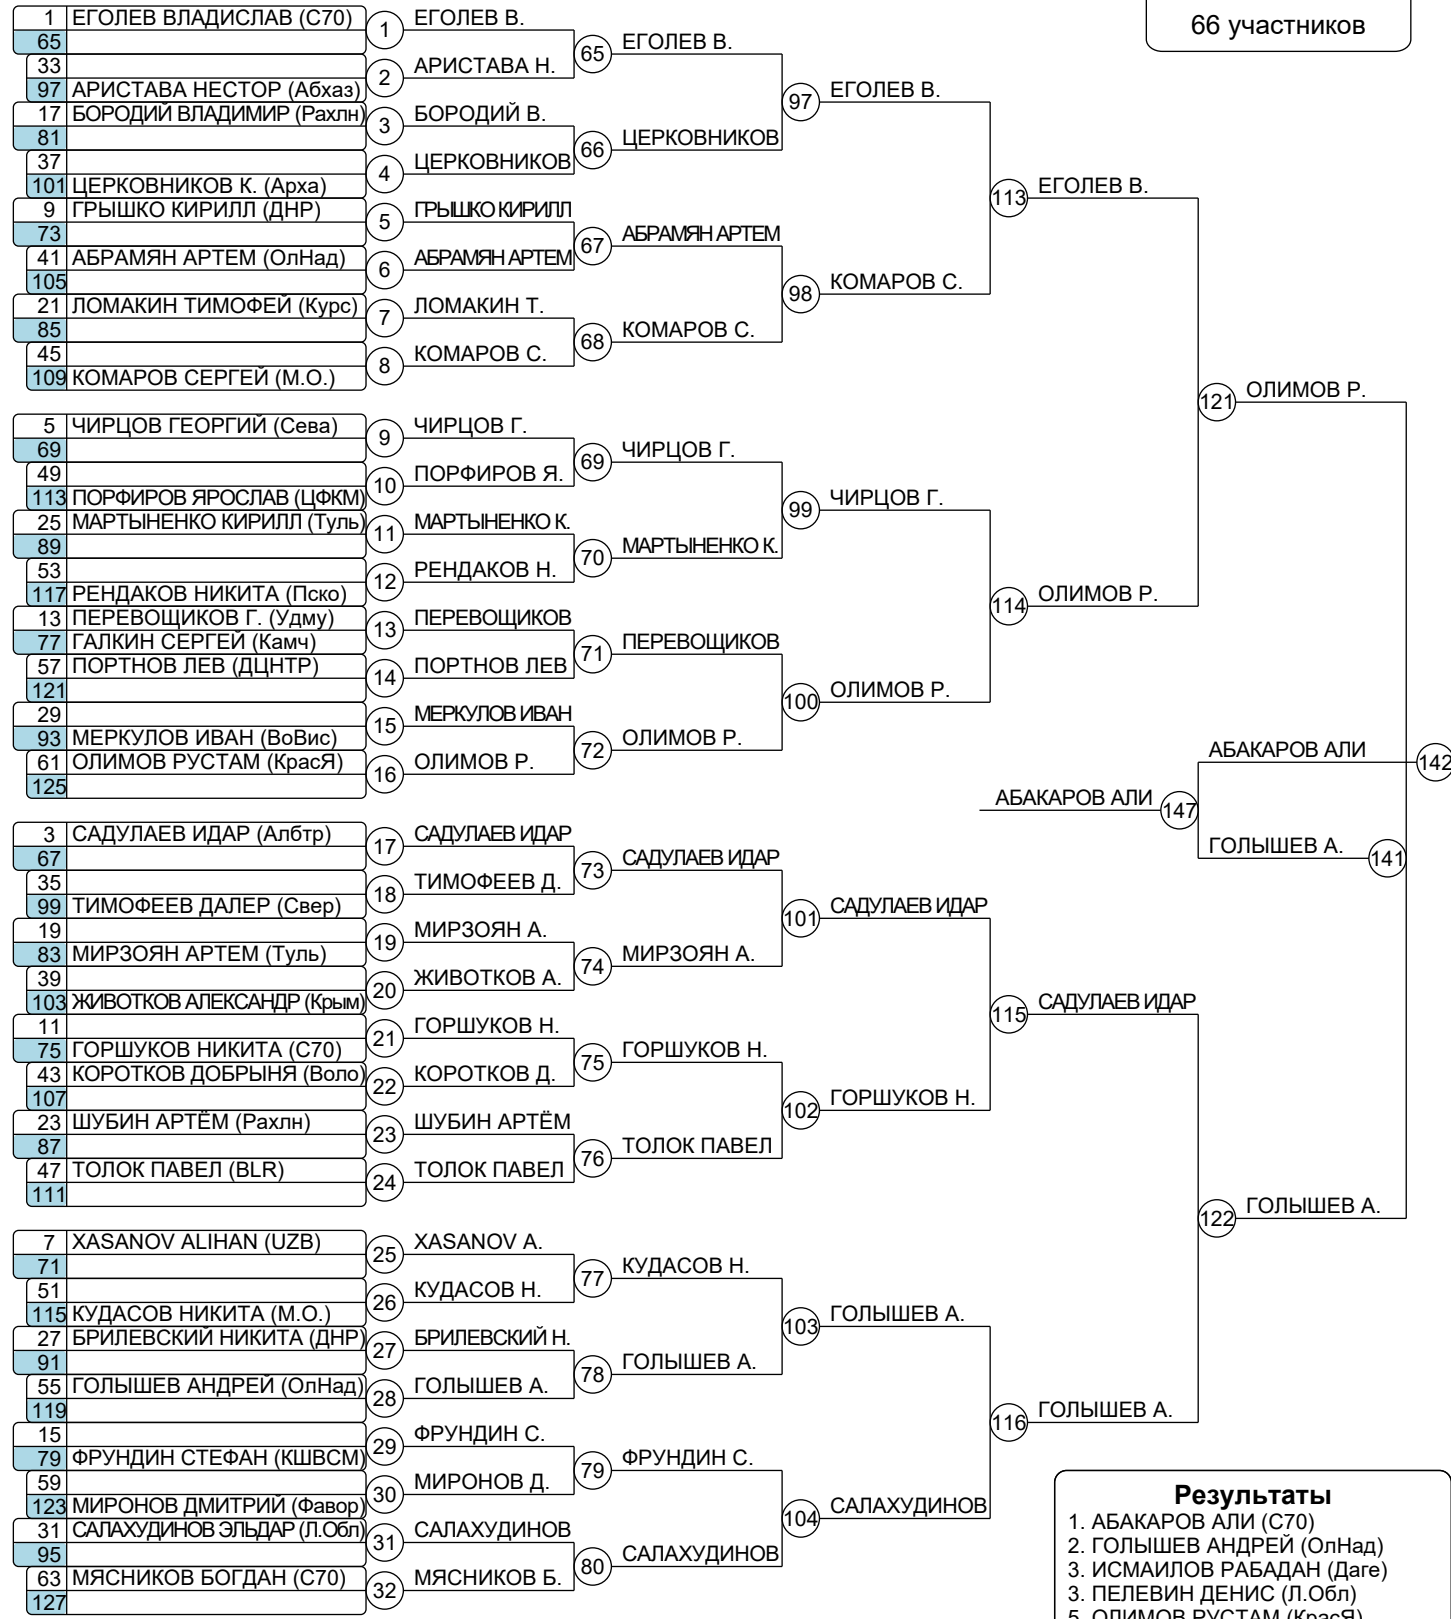 66 участников
1 ЕГОЛЕВ ВЛАДИСЛАВ (С70)
65
33
97 АРИСТАВА НЕСТОР (Абхаз)
17 БОРОДИЙ ВЛАДИМИР (Рахлн)
81
37
101 ЦЕРКОВНИКОВ К. (Арха)
9 ГРЫШКО КИРИЛЛ (ДНР)
73
41 АБРАМЯН АРТЕМ (ОлНад)
105
21 ЛОМАКИН ТИМОФЕЙ (Курс)
85
45
109 КОМАРОВ СЕРГЕЙ (М.О.)
5 ЧИРЦОВ ГЕОРГИЙ (Сева)
69
49
113 ПОРФИРОВ ЯРОСЛАВ (ЦФКМ)
25 МАРТЫНЕНКО КИРИЛЛ (Туль)
89
53
117 РЕНДАКОВ НИКИТА (Пско)
13 ПЕРЕВОЩИКОВ Г. (Удму)
77 ГАЛКИН СЕРГЕЙ (Камч)
57 ПОРТНОВ ЛЕВ (ДЦНТР)
121
29
93 МЕРКУЛОВ ИВАН (ВоВис)
61 ОЛИМОВ РУСТАМ (КрасЯ)
125
3 САДУЛАЕВ ИДАР (Албтр)
67
35
99 ТИМОФЕЕВ ДАЛЕР (Свер)
19
83 МИРЗОЯН АРТЕМ (Туль)
39
103 ЖИВОТКОВ АЛЕКСАНДР (Крым)
11
75 ГОРШУКОВ НИКИТА (С70)
43 КОРОТКОВ ДОБРЫНЯ (Воло)
107
23 ШУБИН АРТЁМ (Рахлн)
87
47 ТОЛОК ПАВЕЛ (BLR)
111
7 XASANOV ALIHAN (UZB)
71
51
115 КУДАСОВ НИКИТА (М.О.)
27 БРИЛЕВСКИЙ НИКИТА (ДНР)
91
55 ГОЛЫШЕВ АНДРЕЙ (ОлНад)
119
15
79 ФРУНДИН СТЕФАН (КШВСМ)
59
123 МИРОНОВ ДМИТРИЙ (Фавор)
31 САЛАХУДИНОВ ЭЛЬДАР (Л.Обл)
95
63 МЯСНИКОВ БОГДАН (С70)
127
1 ЕГОЛЕВ В.
2 АРИСТАВА Н.
3 БОРОДИЙ В.
4 ЦЕРКОВНИКОВ
5 ГРЫШКО КИРИЛЛ
6 АБРАМЯН АРТЕМ
7 ЛОМАКИН Т.
8 КОМАРОВ С.
9 ЧИРЦОВ Г.
10 ПОРФИРОВ Я.
11 МАРТЫНЕНКО К.
12 РЕНДАКОВ Н.
13 ПЕРЕВОЩИКОВ
14 ПОРТНОВ ЛЕВ
15 МЕРКУЛОВ ИВАН
16 ОЛИМОВ Р.
17 САДУЛАЕВ ИДАР
18 ТИМОФЕЕВ Д.
19 МИРЗОЯН А.
20 ЖИВОТКОВ А.
21 ГОРШУКОВ Н.
22 КОРОТКОВ Д.
23 ШУБИН АРТЁМ
24 ТОЛОК ПАВЕЛ
25 XASANOV A.
26 КУДАСОВ Н.
27 БРИЛЕВСКИЙ Н.
28 ГОЛЫШЕВ А.
29 ФРУНДИН С.
30 МИРОНОВ Д.
31 САЛАХУДИНОВ
32 МЯСНИКОВ Б.
65 ЕГОЛЕВ В.
66 ЦЕРКОВНИКОВ
67 АБРАМЯН АРТЕМ
68 КОМАРОВ С.
69 ЧИРЦОВ Г.
70 МАРТЫНЕНКО К.
71 ПЕРЕВОЩИКОВ
72 ОЛИМОВ Р.
73 САДУЛАЕВ ИДАР
74 МИРЗОЯН А.
75 ГОРШУКОВ Н.
76 ТОЛОК ПАВЕЛ
77 КУДАСОВ Н.
78 ГОЛЫШЕВ А.
79 ФРУНДИН С.
80 САЛАХУДИНОВ
97 ЕГОЛЕВ В.
98 КОМАРОВ С.
99 ЧИРЦОВ Г.
100 ОЛИМОВ Р.
101 САДУЛАЕВ ИДАР
102 ГОРШУКОВ Н.
103 ГОЛЫШЕВ А.
104 САЛАХУДИНОВ
113 ЕГОЛЕВ В.
114 ОЛИМОВ Р.
115 САДУЛАЕВ ИДАР
116 ГОЛЫШЕВ А.
121 ОЛИМОВ Р.
122 ГОЛЫШЕВ А.
АБАКАРОВ АЛИ 142
АБАКАРОВ АЛИ 147
ГОЛЫШЕВ А. 141
Результаты
1. АБАКАРОВ АЛИ (С70)
2. ГОЛЫШЕВ АНДРЕЙ (ОлНад)
3. ИСМАИЛОВ РАБАДАН (Даге)
3. ПЕЛЕВИН ДЕНИС (Л.Обл)
5. ОЛИМОВ РУСТАМ (КрасЯ)